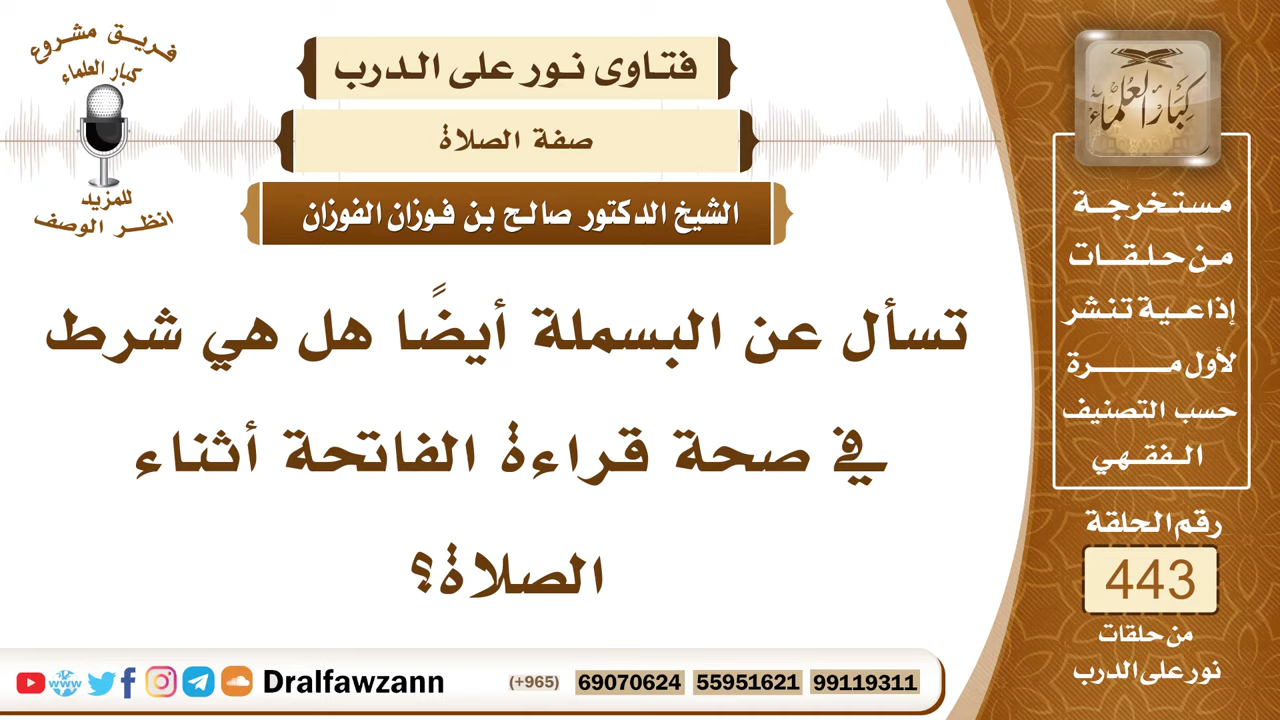 فريق مشروع
كبار العلماء
للمزيد
انظر الوصف
فتاوى نور على الدرب
صفة الصلاة
الشيخ الدكتور صالح بن فوزان الفوزان
تسأل عن البسملة أيضًا هل هي شرط
في صحة قراءة الفاتحة أثناء
الصلاة؟
كبار العلماء
مستخرجة
من حلقات
إذاعية تنشر
لأول مرة
حسب التصنيف
الفقهي
رقم الحلقة
443
من حلقات
نور على الدرب
www Dralfawzann (+965) 69070624 55951621 99119311